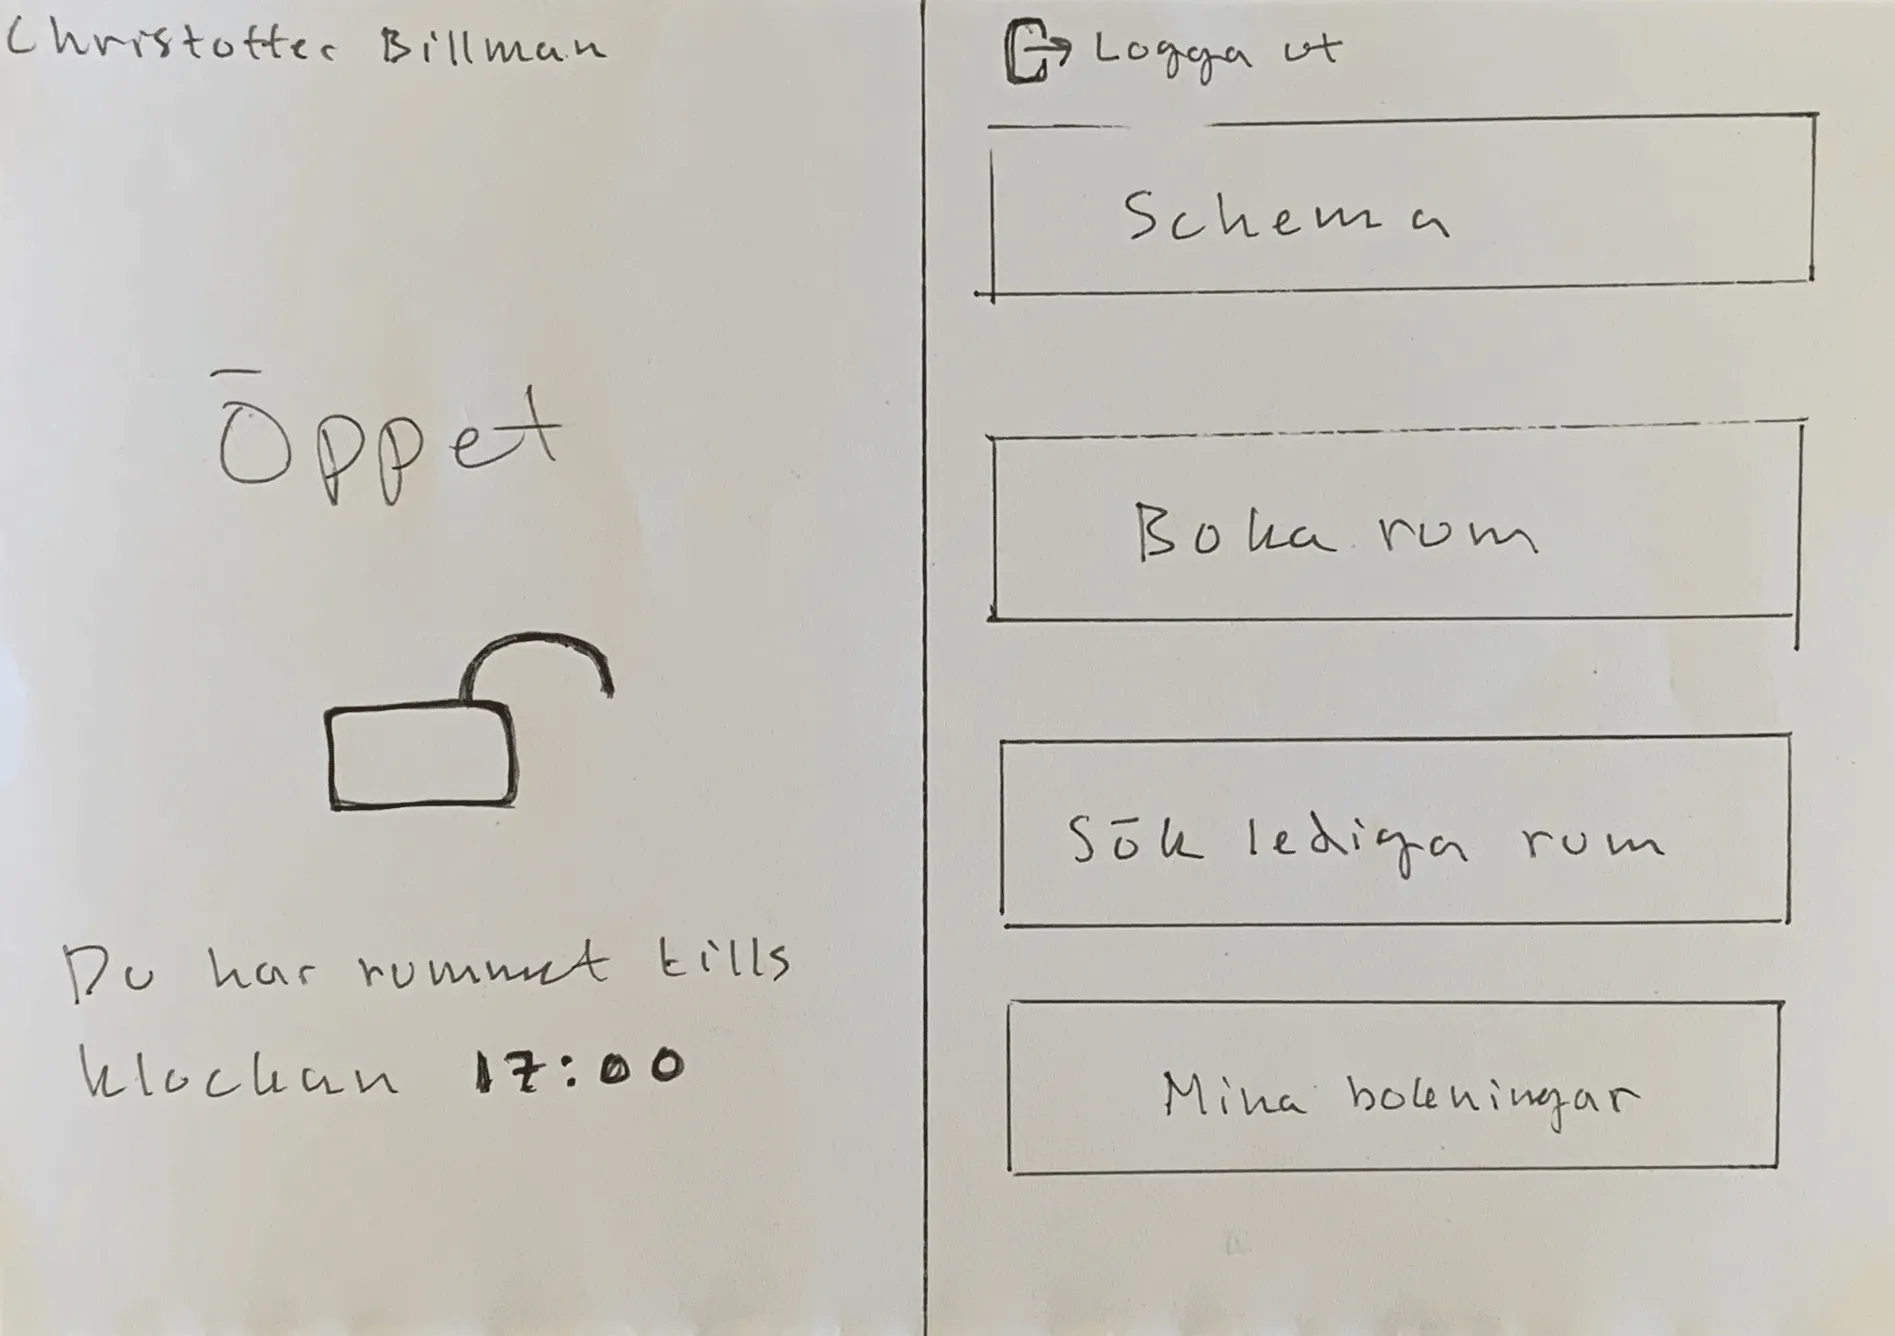 Christoffer Billman
Öppet
Du har rummet tills
klockan 17:00
Logga ut
Schema
Boka rum
Sök lediga rum
Mina bokningar